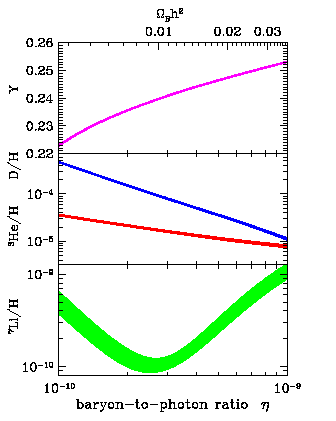 Ω_B h²
0.01 0.02 0.03
0.26
0.25
Y
0.24
0.23
0.22
D/H
10⁻⁴
³He/H
10⁻⁵
10⁻⁹
⁷Li/H
10⁻¹⁰
10⁻¹⁰ 10⁻⁹
baryon-to-photon ratio η